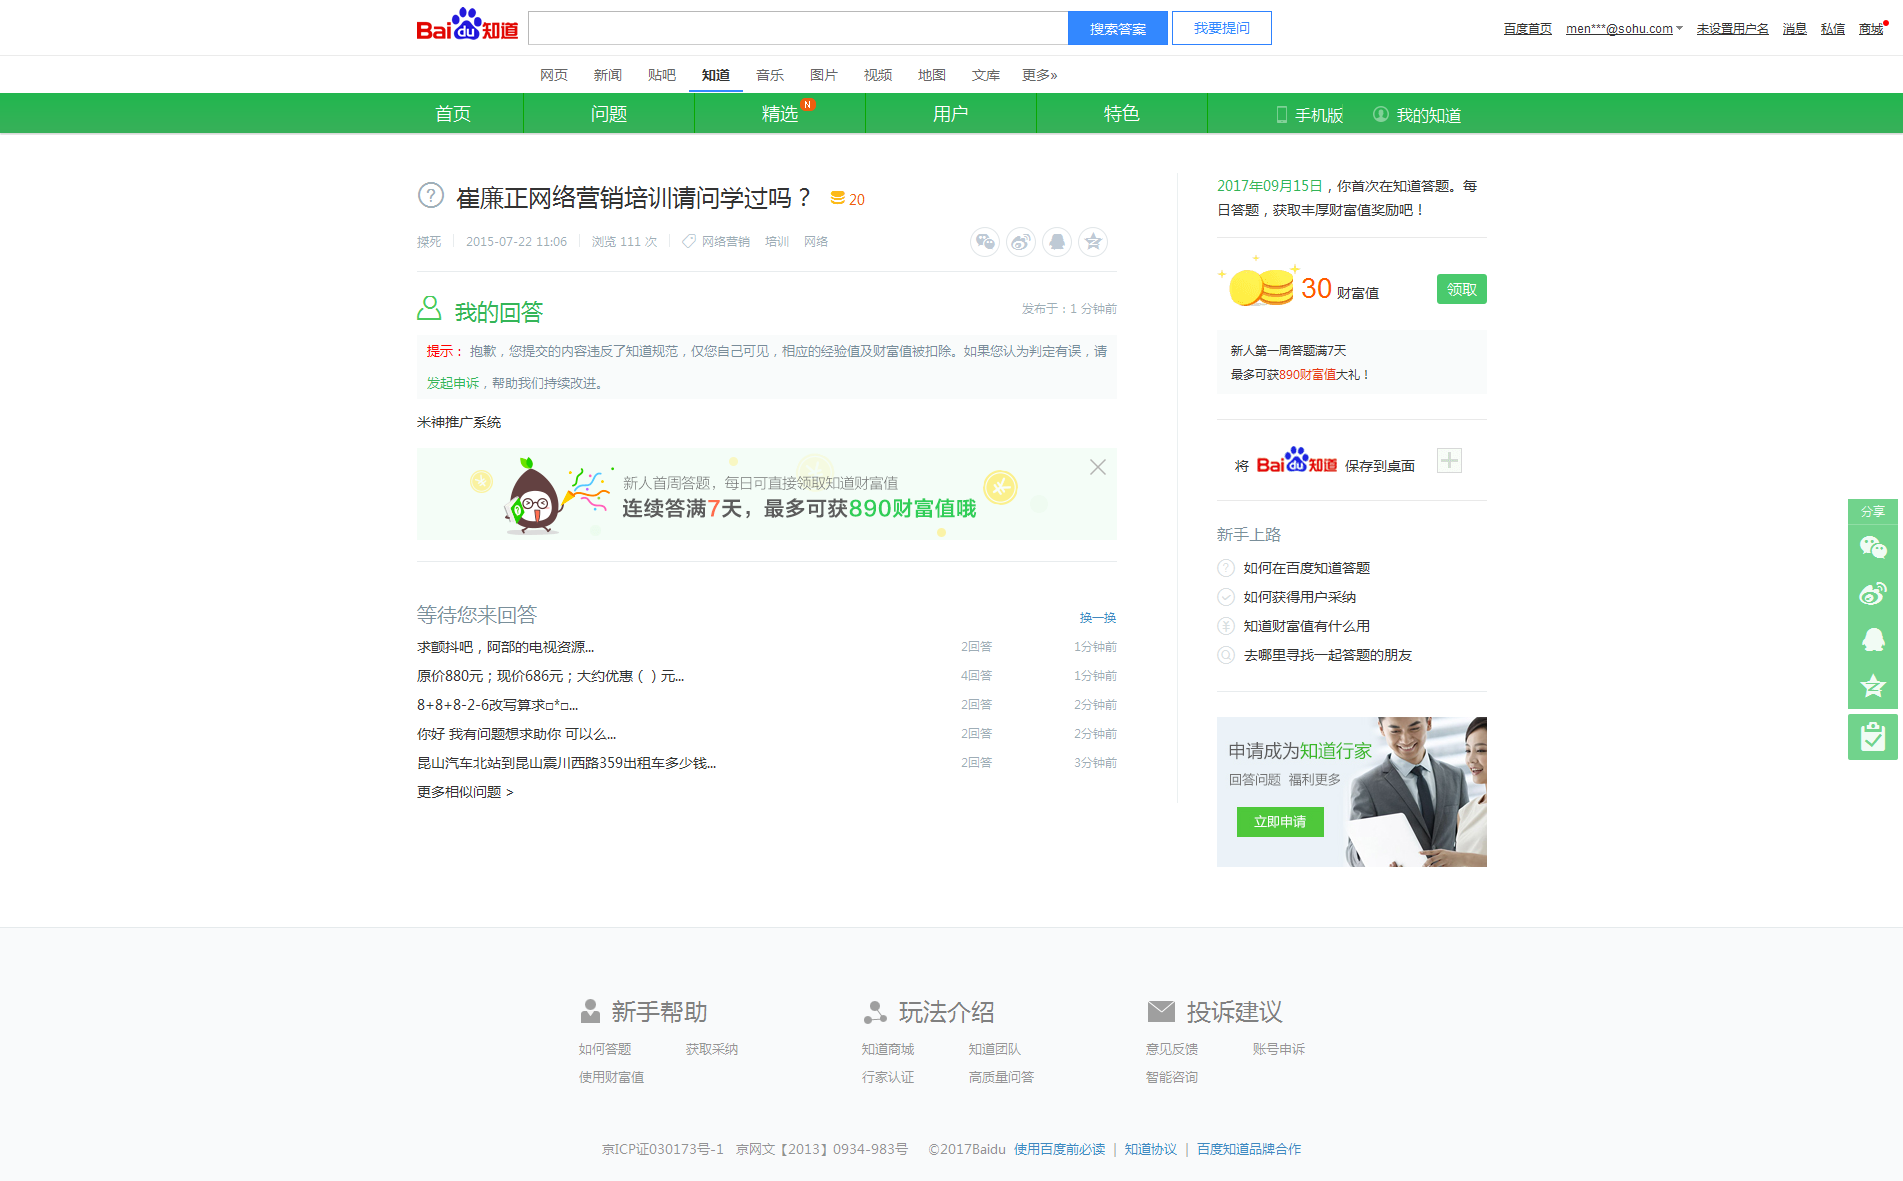 Baidu知道
搜索答案
我要提问
百度首页 men***@sohu.com 未设置用户名 消息 私信 商城
网页 新闻 贴吧 知道 音乐 图片 视频 地图 文库 更多»
首页 问题 精选 N 用户 特色 手机版 我的知道
崔廉正网络营销培训请问学过吗？ 20
2015-07-22 11:06 浏览 111 次 网络营销 培训 网络
我的回答
发布于：1 分钟前
提示： 抱歉，您提交的内容违反了知道规范，仅您自己可见，相应的经验值及财富值被扣除。如果您认为判定有误，请
发起申诉，帮助我们持续改进。
米神推广系统
新人首周答题，每日可直接领取知道财富值
连续答满7天，最多可获890财富值哦
等待您来回答 换一换
求颤抖吧，阿部的电视资源... 2回答 1分钟前
原价880元；现价686元；大约优惠（ ）元... 4回答 1分钟前
8+8+8-2-6改写算求□*□... 2回答 2分钟前
你好 我有问题想求助你 可以么... 2回答 2分钟前
昆山汽车北站到昆山震川西路359出租车多少钱... 2回答 3分钟前
更多相似问题 >
2017年09月15日，你首次在知道答题。每
日答题，获取丰厚财富值奖励吧！
30 财富值 领取
新人第一周答题满7天
最多可获890财富值大礼！
将 Baidu知道 保存到桌面
新手上路
如何在百度知道答题
如何获得用户采纳
知道财富值有什么用
去哪里寻找一起答题的朋友
申请成为知道行家
回答问题 福利更多
立即申请
分享
新手帮助
如何答题 获取采纳
使用财富值
玩法介绍
知道商城 知道团队
行家认证 高质量问答
投诉建议
意见反馈 账号申诉
智能咨询
京ICP证030173号-1 京网文【2013】0934-983号 ©2017Baidu 使用百度前必读 | 知道协议 | 百度知道品牌合作